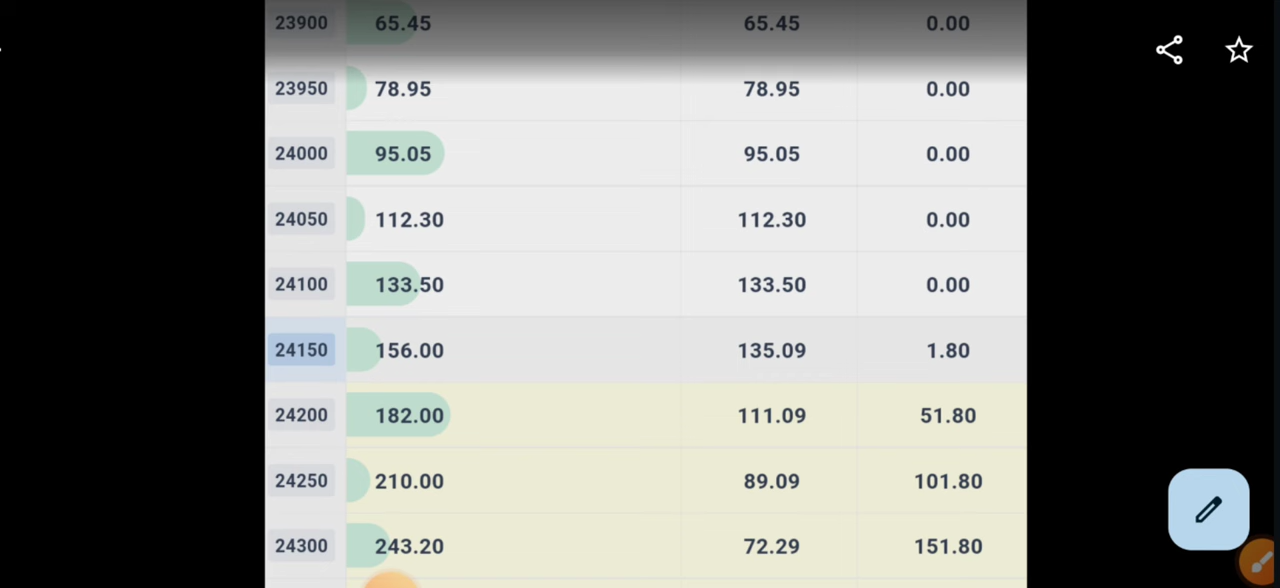 23900 65.45 65.45 0.00
23950 78.95 78.95 0.00
24000 95.05 95.05 0.00
24050 112.30 112.30 0.00
24100 133.50 133.50 0.00
24150 156.00 135.09 1.80
24200 182.00 111.09 51.80
24250 210.00 89.09 101.80
24300 243.20 72.29 151.80